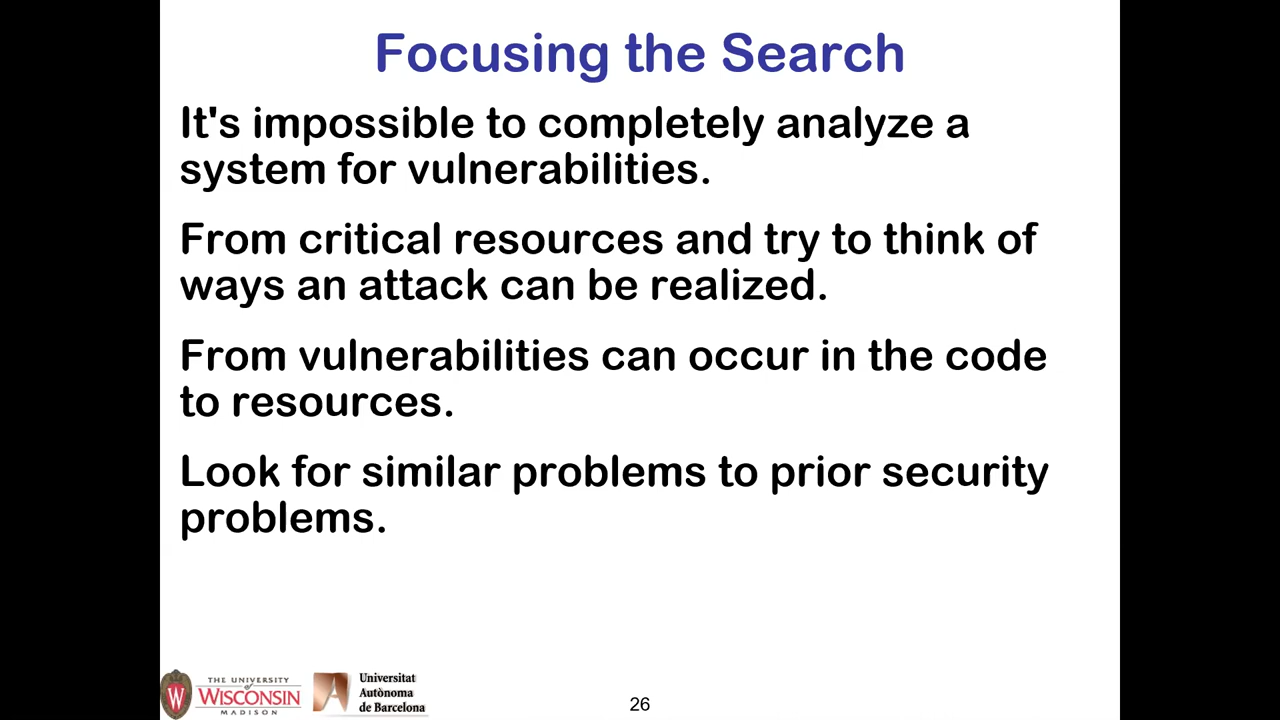 Focusing the Search
It's impossible to completely analyze a
system for vulnerabilities.
From critical resources and try to think of
ways an attack can be realized.
From vulnerabilities can occur in the code
to resources.
Look for similar problems to prior security
problems.
THE UNIVERSITY
of
WISCONSIN
MADISON
Universitat
Autònoma
de Barcelona
26